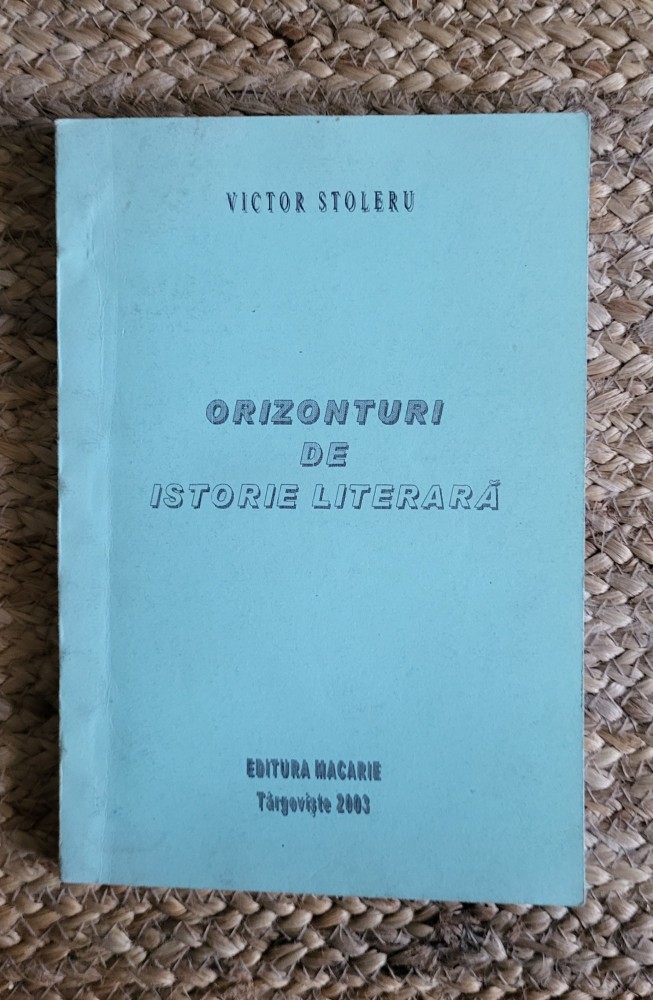 VICTOR STOLERU
ORIZONTURI
DE
ISTORIE LITERARĂ
EDITURA MACARIE
Târgovişte 2003